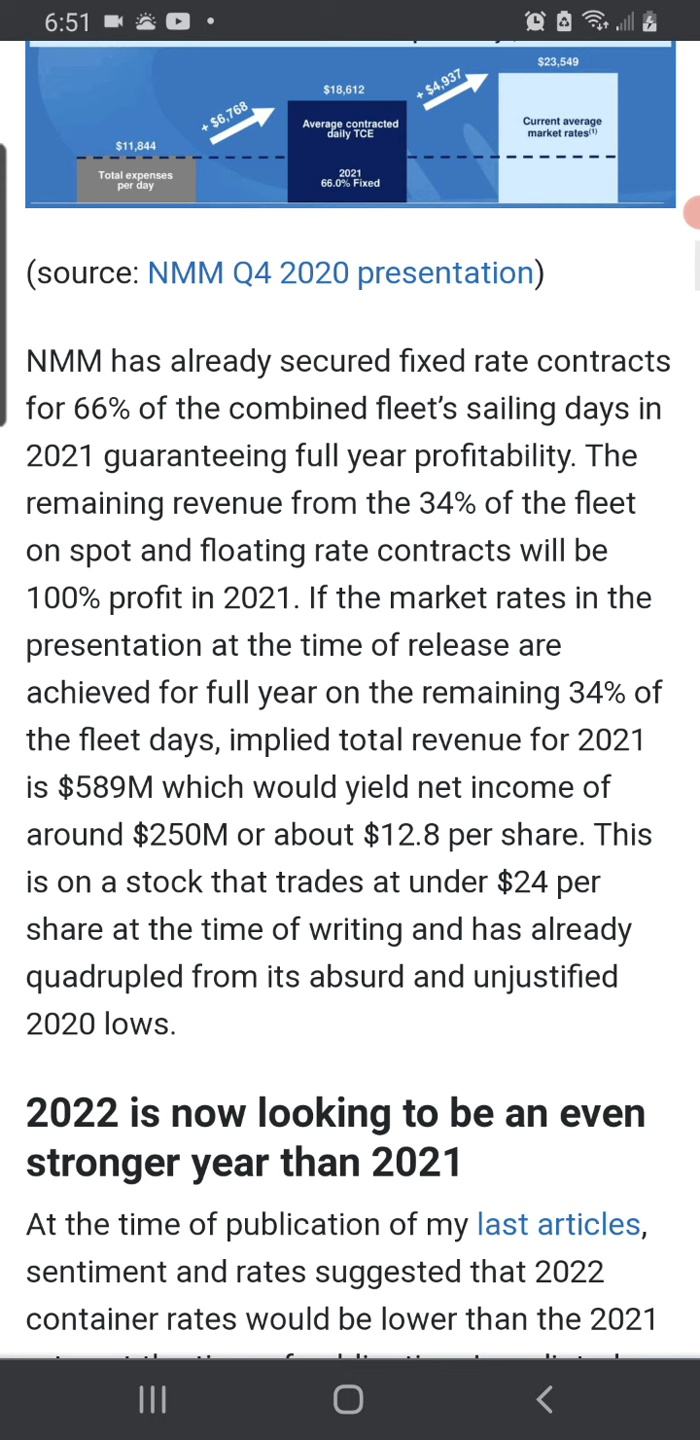 6:51
$23,549
+ $4,937
$18,612
+ $6,768
Average contracted
daily TCE
Current average
market rates(1)
$11,844
Total expenses
per day
2021
66.0% Fixed
(source: NMM Q4 2020 presentation)
NMM has already secured fixed rate contracts
for 66% of the combined fleet’s sailing days in
2021 guaranteeing full year profitability. The
remaining revenue from the 34% of the fleet
on spot and floating rate contracts will be
100% profit in 2021. If the market rates in the
presentation at the time of release are
achieved for full year on the remaining 34% of
the fleet days, implied total revenue for 2021
is $589M which would yield net income of
around $250M or about $12.8 per share. This
is on a stock that trades at under $24 per
share at the time of writing and has already
quadrupled from its absurd and unjustified
2020 lows.
2022 is now looking to be an even
stronger year than 2021
At the time of publication of my last articles,
sentiment and rates suggested that 2022
container rates would be lower than the 2021